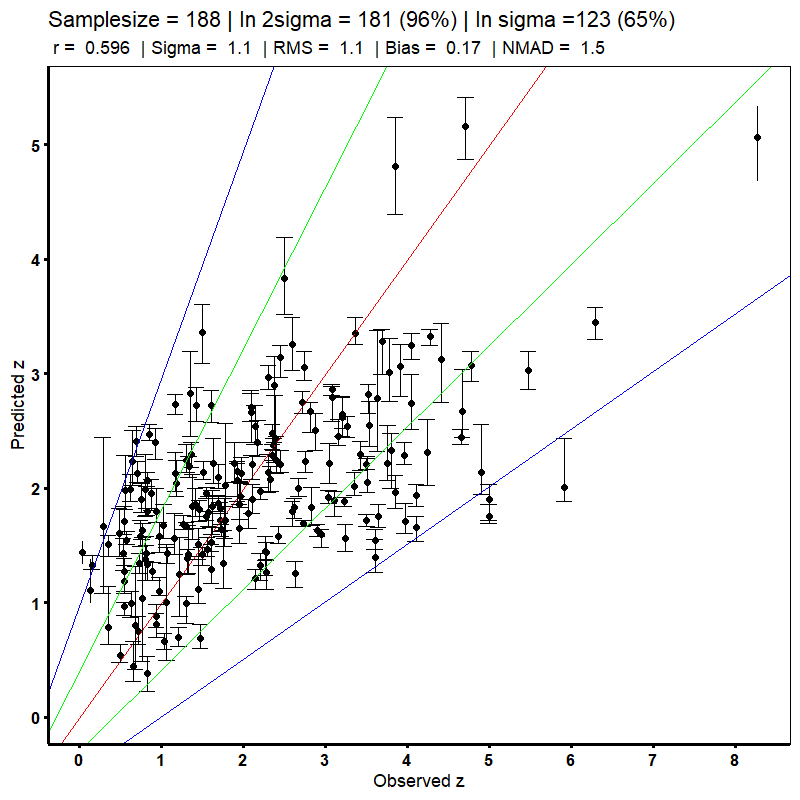 Samplesize = 188 | In 2sigma = 181 (96%) | In sigma =123 (65%)
r = 0.596 | Sigma = 1.1 | RMS = 1.1 | Bias = 0.17 | NMAD = 1.5
5
4
3
2
1
0
Predicted z
0 1 2 3 4 5 6 7 8
Observed z